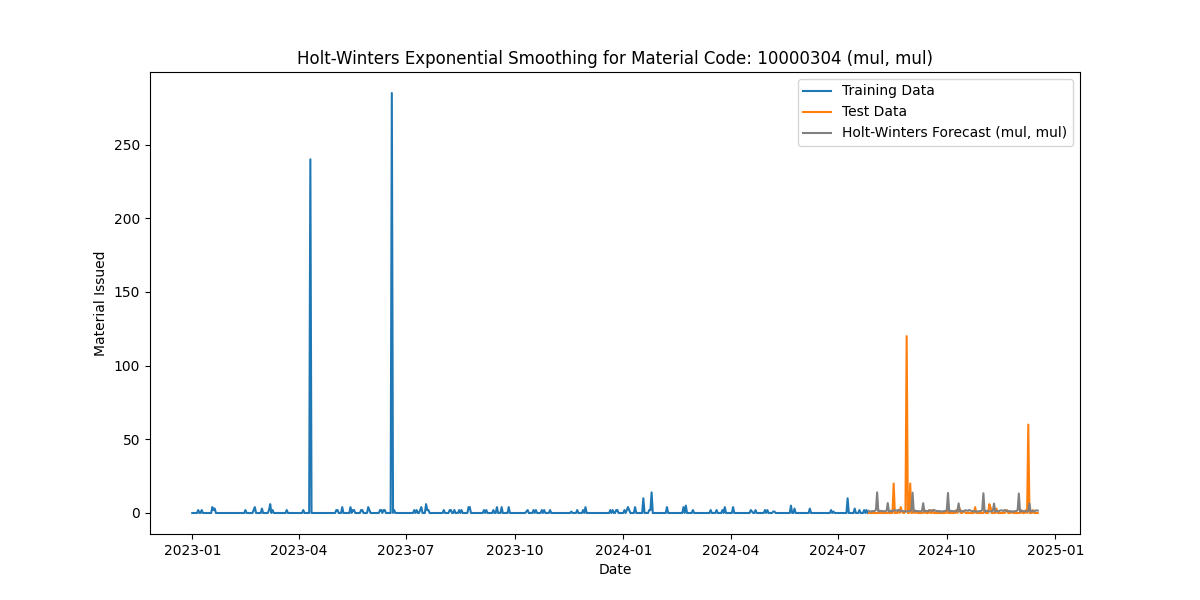 Holt-Winters Exponential Smoothing for Material Code: 10000304 (mul, mul)
Training Data
Test Data
Holt-Winters Forecast (mul, mul)
Material Issued
250
200
150
100
50
0
2023-01 2023-04 2023-07 2023-10 2024-01 2024-04 2024-07 2024-10 2025-01
Date